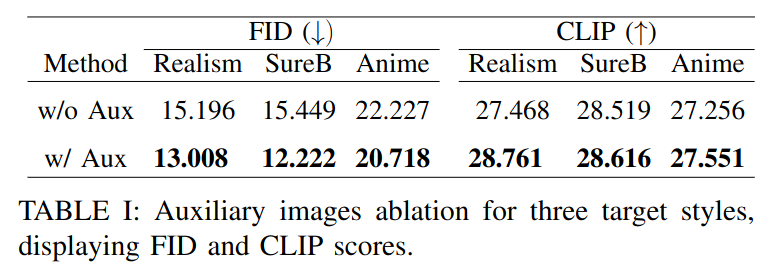 FID (↓) CLIP (↑)
Method Realism SureB Anime Realism SureB Anime
w/o Aux 15.196 15.449 22.227 27.468 28.519 27.256
w/ Aux 13.008 12.222 20.718 28.761 28.616 27.551
TABLE I: Auxiliary images ablation for three target styles,
displaying FID and CLIP scores.